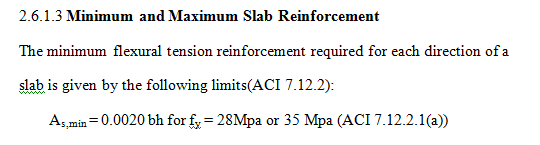 2.6.1.3 Minimum and Maximum Slab Reinforcement
The minimum flexural tension reinforcement required for each direction of a
slab is given by the following limits(ACI 7.12.2):
As,min = 0.0020 bh for fy = 28Mpa or 35 Mpa (ACI 7.12.2.1(a))